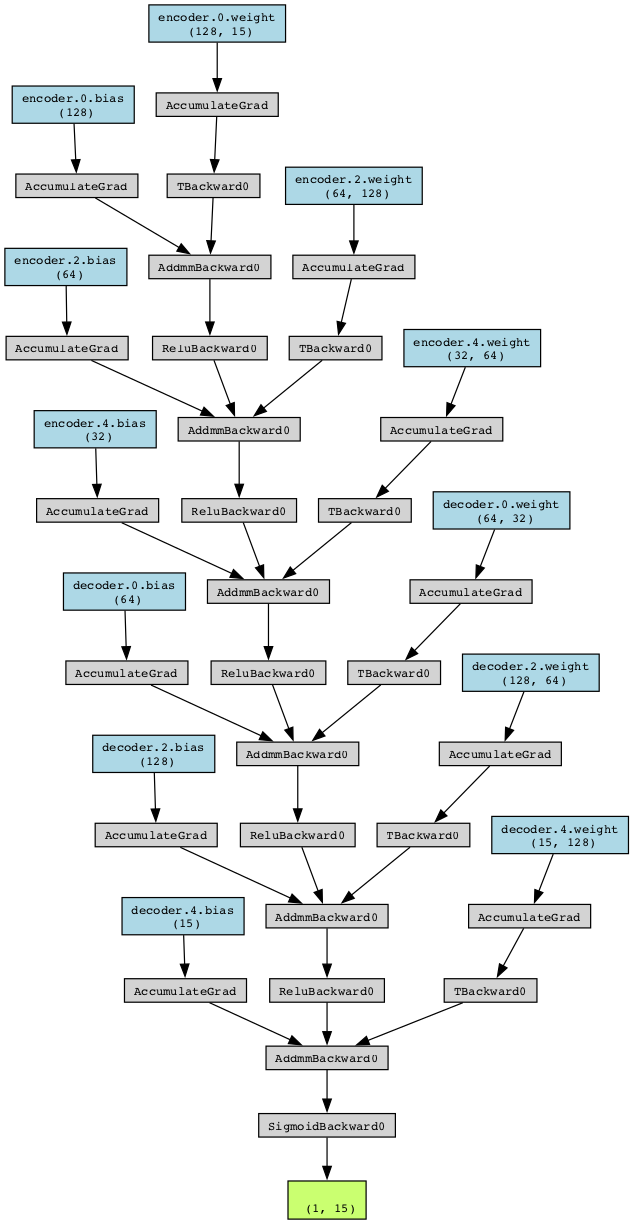 encoder.0.weight
(128, 15)
encoder.0.bias
(128)
AccumulateGrad
AccumulateGrad
TBackward0
encoder.2.weight
(64, 128)
encoder.2.bias
(64)
AddmmBackward0
AccumulateGrad
AccumulateGrad
ReluBackward0
TBackward0
encoder.4.weight
(32, 64)
encoder.4.bias
(32)
AddmmBackward0
AccumulateGrad
AccumulateGrad
ReluBackward0
TBackward0
decoder.0.weight
(64, 32)
decoder.0.bias
(64)
AddmmBackward0
AccumulateGrad
AccumulateGrad
ReluBackward0
TBackward0
decoder.2.weight
(128, 64)
decoder.2.bias
(128)
AddmmBackward0
AccumulateGrad
AccumulateGrad
ReluBackward0
TBackward0
decoder.4.weight
(15, 128)
decoder.4.bias
(15)
AddmmBackward0
AccumulateGrad
AccumulateGrad
ReluBackward0
TBackward0
AddmmBackward0
SigmoidBackward0
(1, 15)